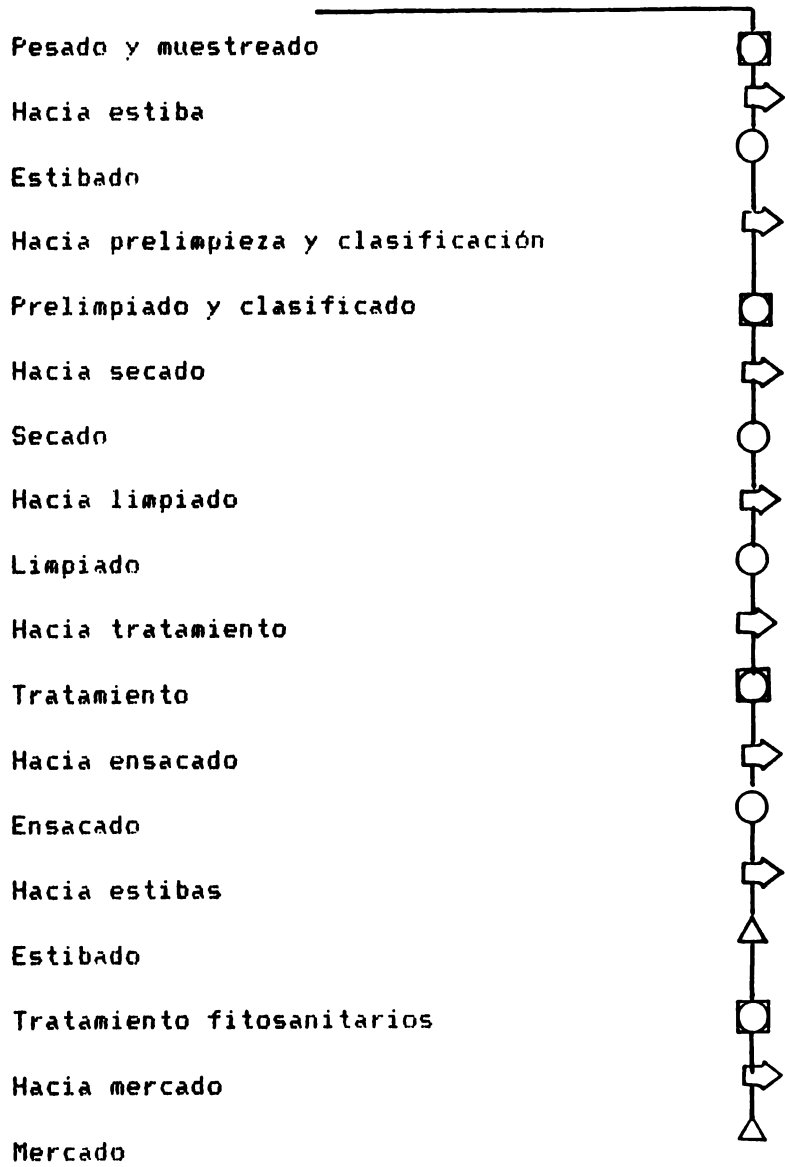 Pesado y muestreado
Hacia estiba
Estibado
Hacia prelimpieza y clasificación
Prelimpiado y clasificado
Hacia secado
Secado
Hacia limpiado
Limpiado
Hacia tratamiento
Tratamiento
Hacia ensacado
Ensacado
Hacia estibas
Estibado
Tratamiento fitosanitarios
Hacia mercado
Mercado